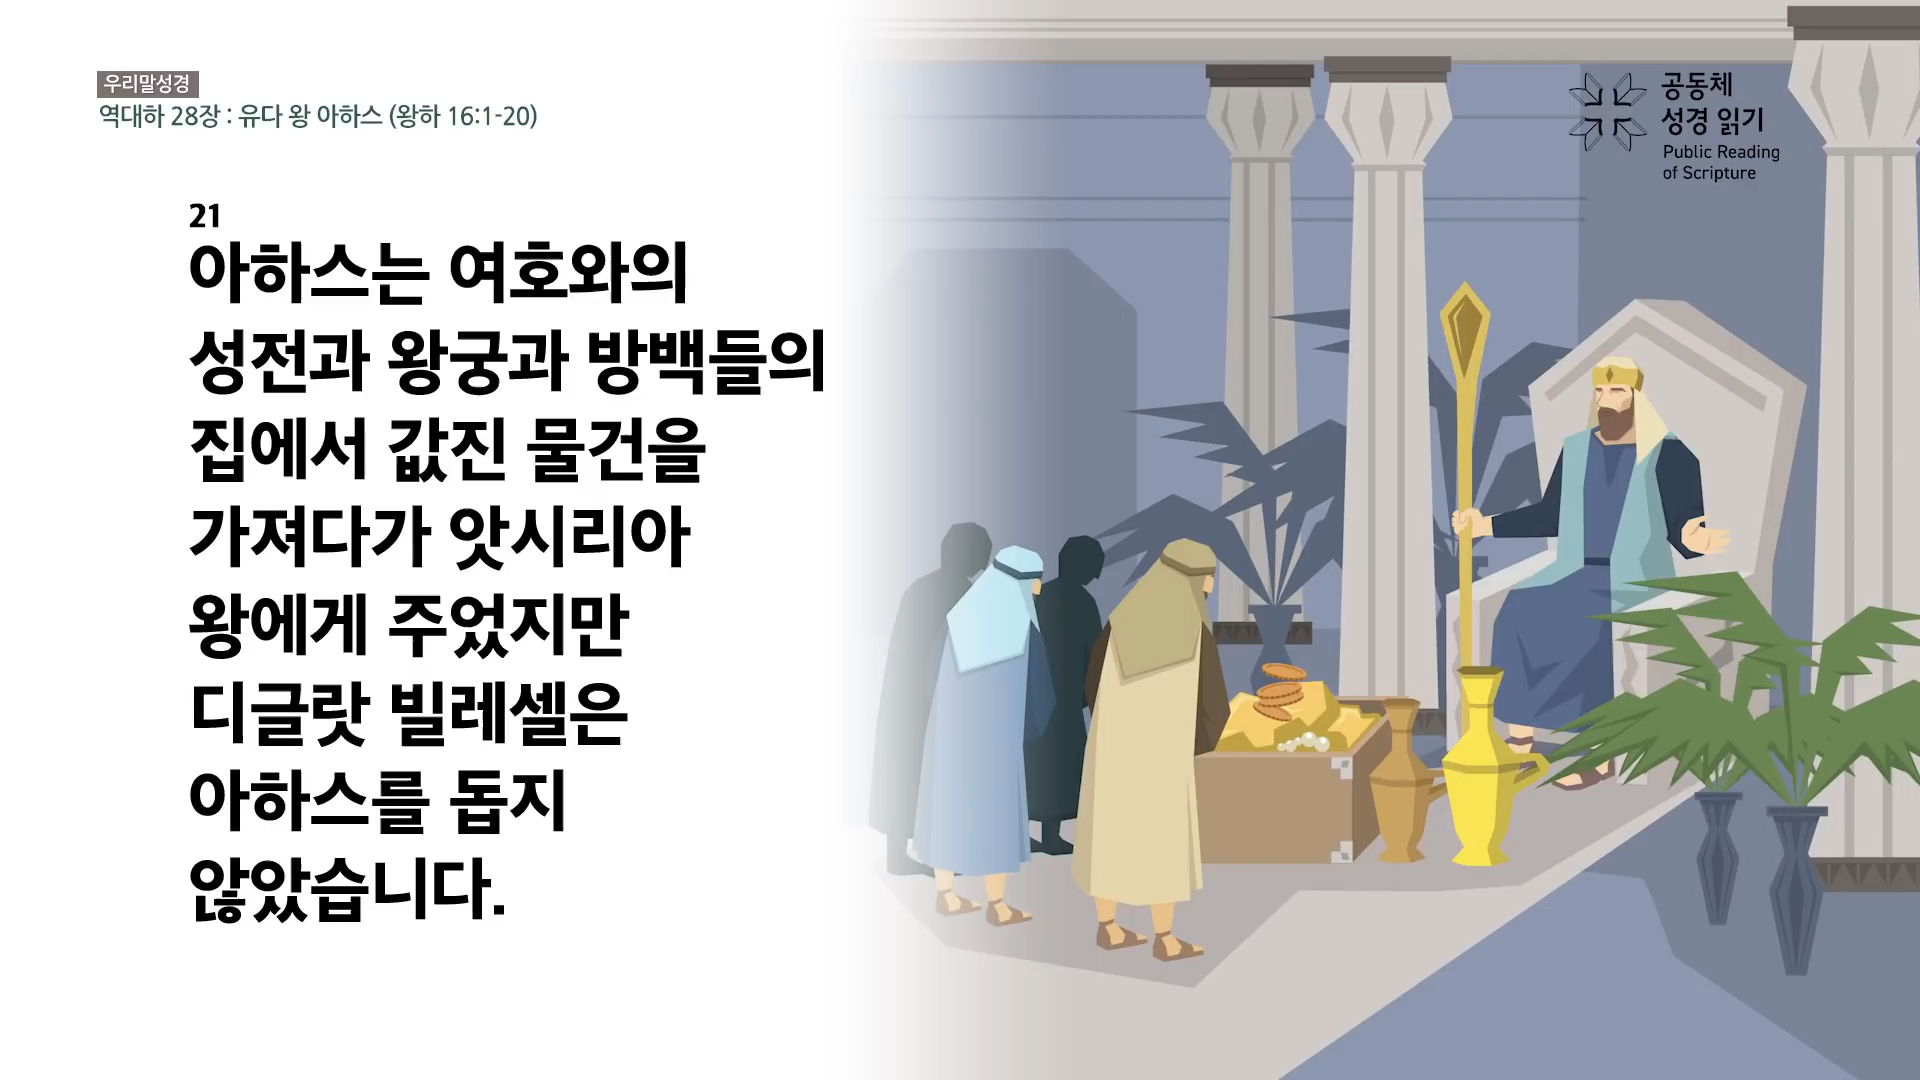 우리말성경
역대하 28장 : 유다 왕 아하스 (왕하 16:1-20)
21
아하스는 여호와의
성전과 왕궁과 방백들의
집에서 값진 물건을
가져다가 앗시리아
왕에게 주었지만
디글랏 빌레셀은
아하스를 돕지
않았습니다.
공동체
성경 읽기
Public Reading
of Scripture